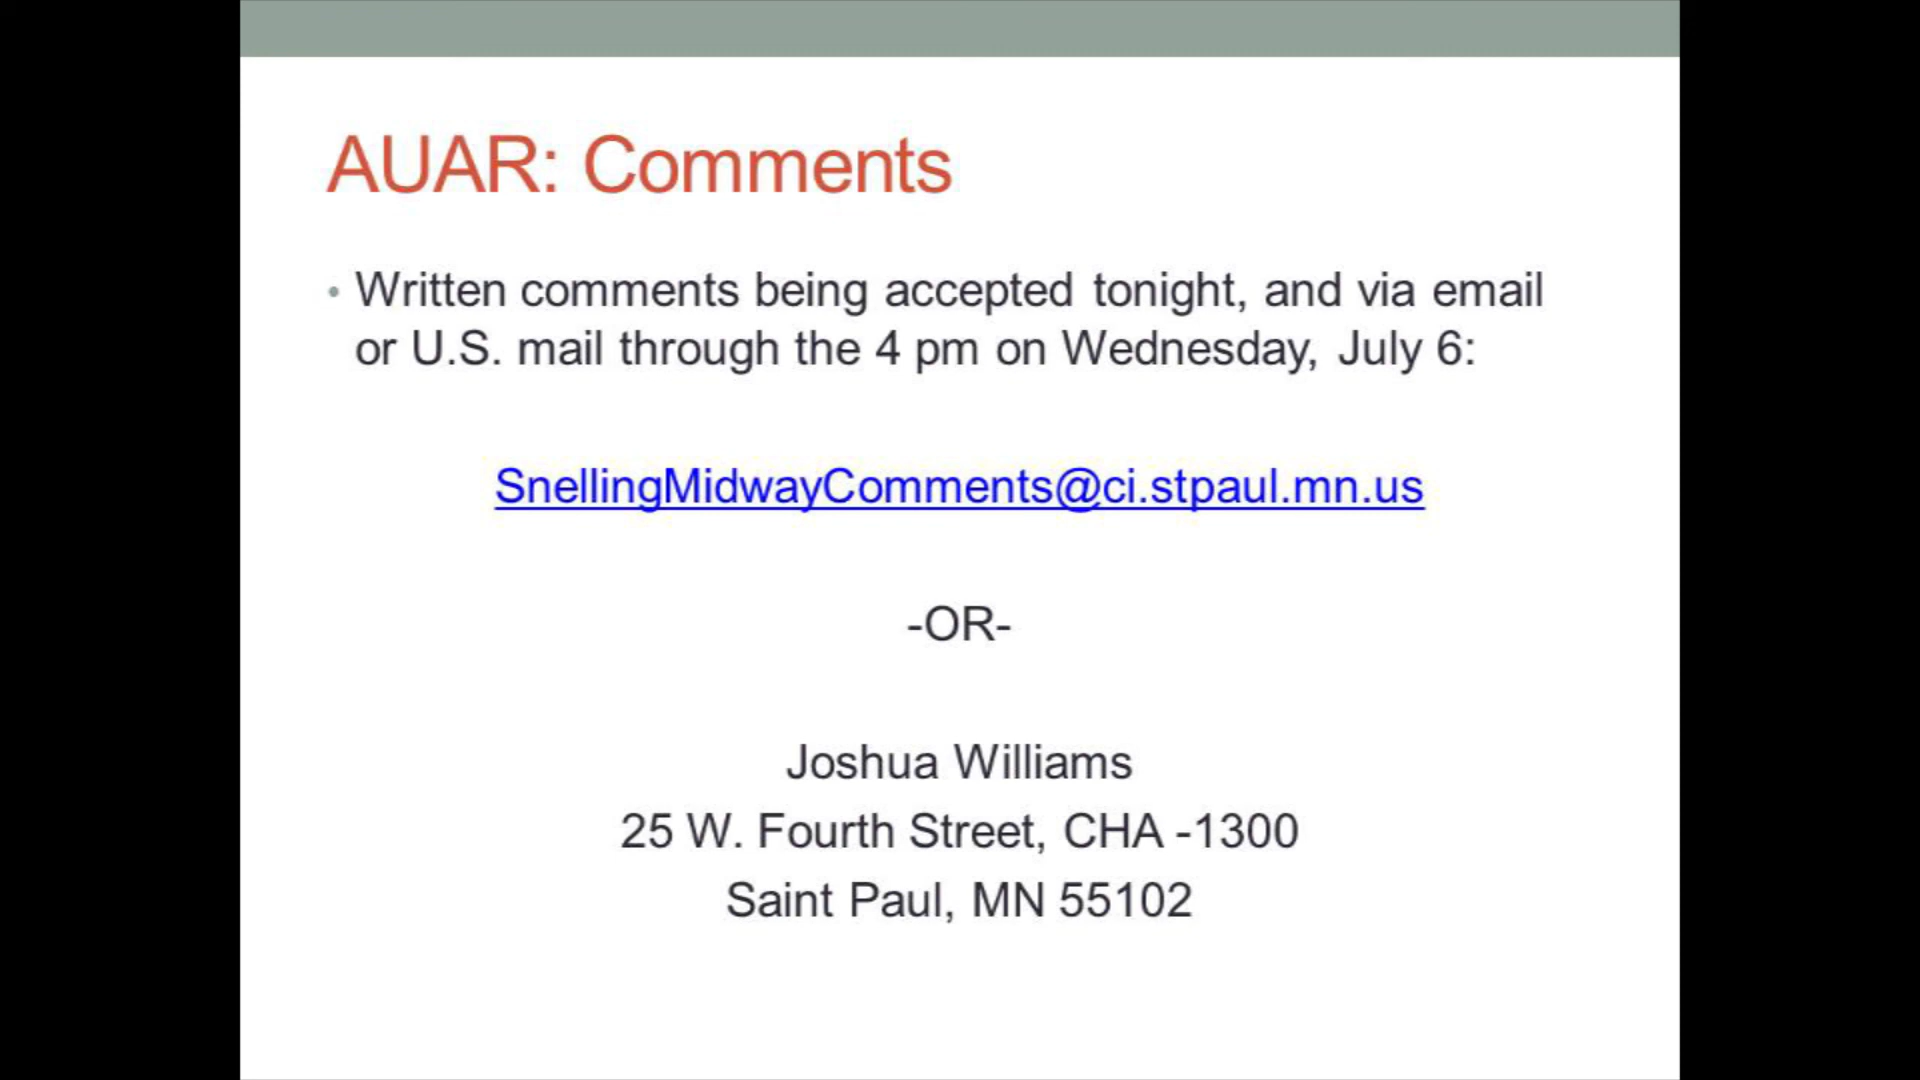 AUAR: Comments
• Written comments being accepted tonight, and via email
or U.S. mail through the 4 pm on Wednesday, July 6:
SnellingMidwayComments@ci.stpaul.mn.us
-OR-
Joshua Williams
25 W. Fourth Street, CHA -1300
Saint Paul, MN 55102